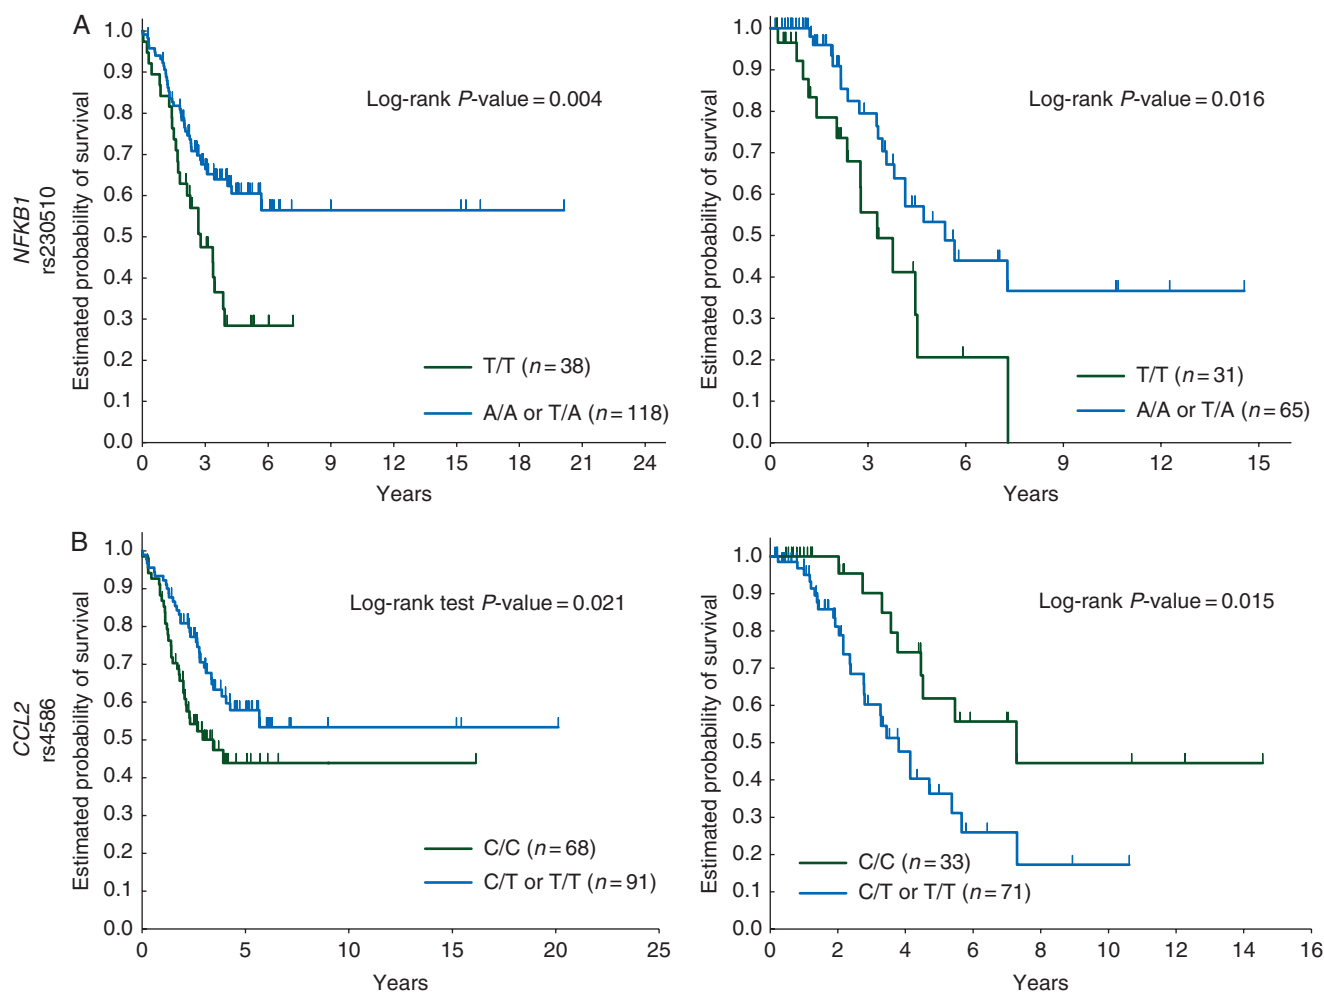 A
NFKB1
rs230510
Estimated probability of survival
1.0
0.9
0.8
0.7
0.6
0.5
0.4
0.3
0.2
0.1
0.0
Log-rank P-value = 0.004
T/T (n = 38)
A/A or T/A (n = 118)
0 3 6 9 12 15 18 21 24
Years
Estimated probability of survival
1.0
0.9
0.8
0.7
0.6
0.5
0.4
0.3
0.2
0.1
0.0
Log-rank P-value = 0.016
T/T (n = 31)
A/A or T/A (n = 65)
0 3 6 9 12 15
Years
B
CCL2
rs4586
Estimated probability of survival
1.0
0.9
0.8
0.7
0.6
0.5
0.4
0.3
0.2
0.1
0.0
Log-rank test P-value = 0.021
C/C (n = 68)
C/T or T/T (n = 91)
0 5 10 15 20 25
Years
Estimated probability of survival
1.0
0.9
0.8
0.7
0.6
0.5
0.4
0.3
0.2
0.1
0.0
Log-rank P-value = 0.015
C/C (n = 33)
C/T or T/T (n = 71)
0 2 4 6 8 10 12 14 16
Years